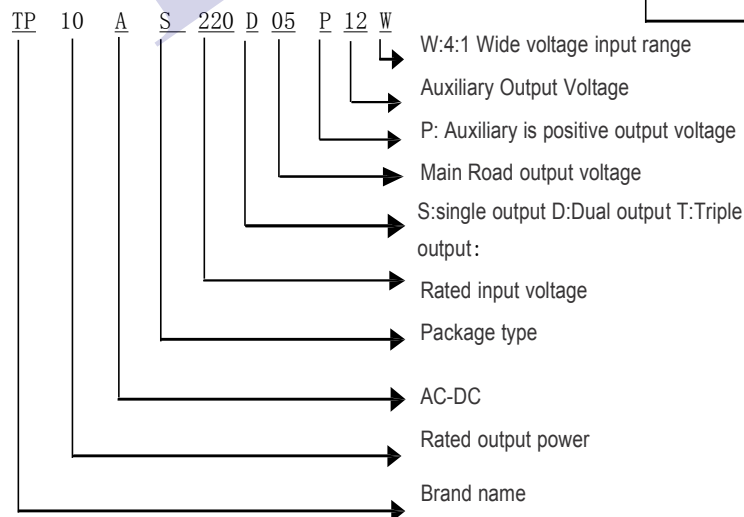 TP 10 A S 220 D 05 P 12 W
W:4:1 Wide voltage input range
Auxiliary Output Voltage
P: Auxiliary is positive output voltage
Main Road output voltage
S:single output D:Dual output T:Triple
output:
Rated input voltage
Package type
AC-DC
Rated output power
Brand name